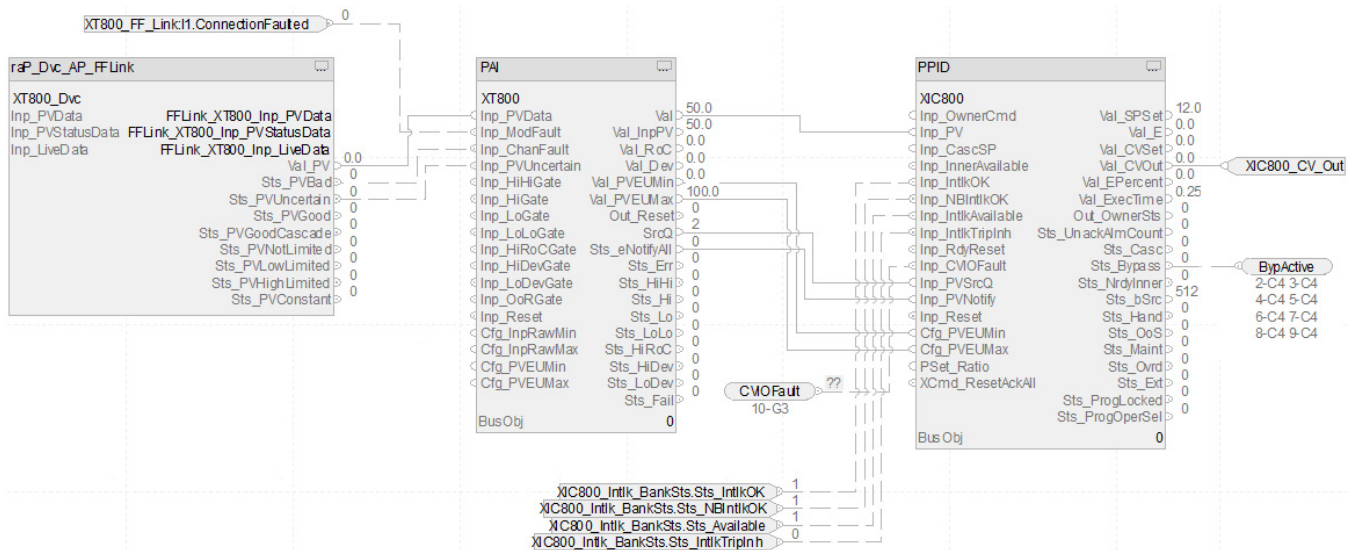 XT800_FF_Link:I1.ConnectionFaulted
0
raP_Dvc_AP_FFLink
XT800_Dvc
Inp_PVData FFLink_XT800_Inp_PVData
Inp_PVStatusData FFLink_XT800_Inp_PVStatusData
Inp_LiveData FFLink_XT800_Inp_LiveData
Val_PV 0.0
Sts_PVBad 0
Sts_PVUncertain 0
Sts_PVGood 0
Sts_PVGoodCascade 0
Sts_PVNotLimited 0
Sts_PVLowLimited 0
Sts_PVHighLimited 0
Sts_PVConstant 0
PAI
XT800
Inp_PVData Val 50.0
Inp_ModFault Val_InpPV 50.0
Inp_ChanFault Val_RoC 0.0
Inp_PVUncertain Val_Dev 0.0
Inp_HiHiGate Val_PVEUMin 0.0
Inp_HiGate Val_PVEUMax 100.0
Inp_LoGate Out_Reset 0
Inp_LoLoGate SrcQ 2
Inp_HiRoCGate Sts_eNotifyAll 0
Inp_HiDevGate Sts_Err 0
Inp_LoDevGate Sts_HiHi 0
Inp_OoRGate Sts_Hi 0
Inp_Reset Sts_Lo 0
Cfg_InpRawMin Sts_LoLo 0
Cfg_InpRawMax Sts_HiRoC 0
Cfg_PVEUMin Sts_HiDev 0
Cfg_PVEUMax Sts_LoDev 0
Sts_Fail 0
BusObj 0
PPID
XIC800
Inp_OwnerCmd Val_SPSet 12.0
Inp_PV Val_E 0.0
Inp_CascSP Val_CVSet 0.0
Inp_InnerAvailable Val_CVOut 0.0
Inp_IntlkOK Val_EPercent 0.0
Inp_NBIntlkOK Val_ExecTime 0.25
Inp_IntlkAvailable Out_OwnerSts 0
Inp_IntlkTripInh Sts_UnackAlmCount 0
Inp_RdyReset Sts_Casc 0
Inp_CVIOFault Sts_Bypass 0
Inp_PVSrcQ Sts_NrdyInner 0
Inp_PVNotify Sts_bSrc 512
Inp_Reset Sts_Hand 0
Cfg_PVEUMin Sts_OoS 0
Cfg_PVEUMax Sts_Maint 0
PSet_Ratio Sts_Ovrd 0
XCmd_ResetAckAll Sts_Ext 0
Sts_ProgLocked 0
Sts_ProgOperSel 0
BusObj 0
XIC800_CV_Out
BypActive
2-C4 3-C4
4-C4 5-C4
6-C4 7-C4
8-C4 9-C4
CVIOFault ??
10-G3
XIC800_Intlk_BankSts.Sts_IntlkOK 1
XIC800_Intlk_BankSts.Sts_NBIntlkOK 1
XIC800_Intlk_BankSts.Sts_Available 1
XIC800_Intlk_BankSts.Sts_IntlkTripInh 0